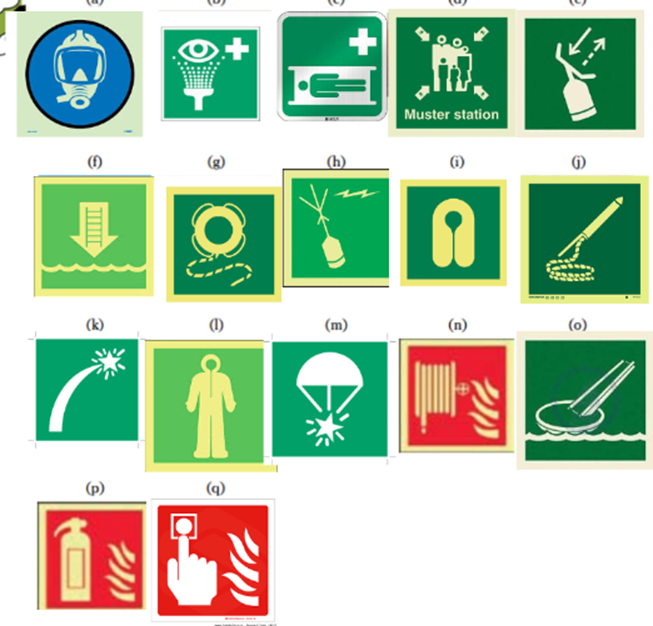 (a) (b) (c) (d) (e)
Muster station
(f) (g) (h) (i) (j)
(k) (l) (m) (n) (o)
(p) (q)